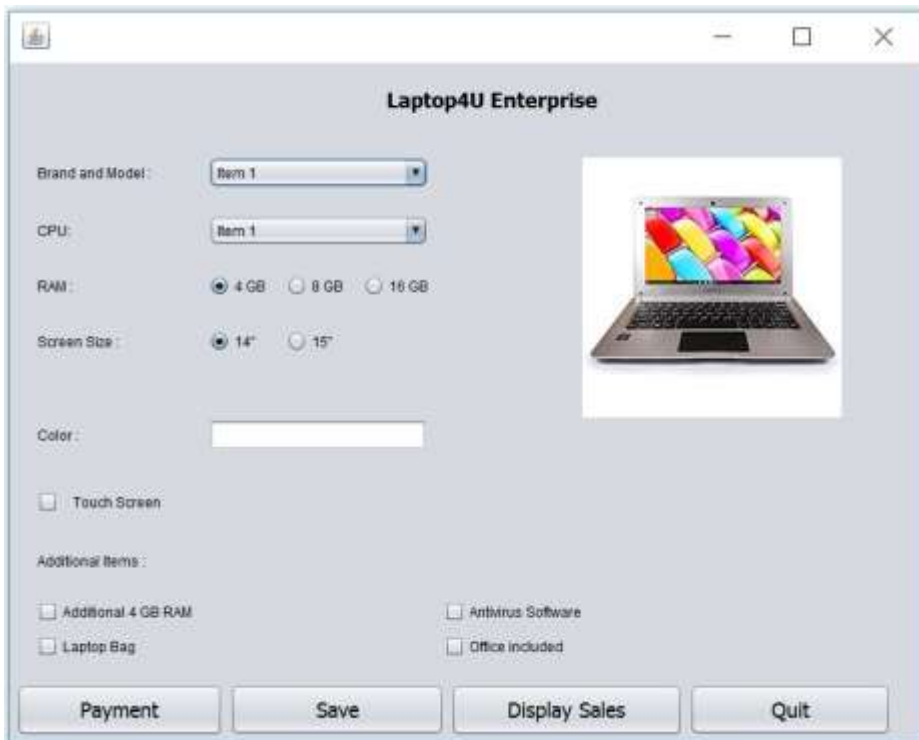 Laptop4U Enterprise
Brand and Model : Item 1
CPU: Item 1
RAM : 4 GB 8 GB 16 GB
Screen Size : 14" 15"
Color :
Touch Screen
Additional Items :
Additional 4 GB RAM Antivirus Software
Laptop Bag Office included
Payment Save Display Sales Quit